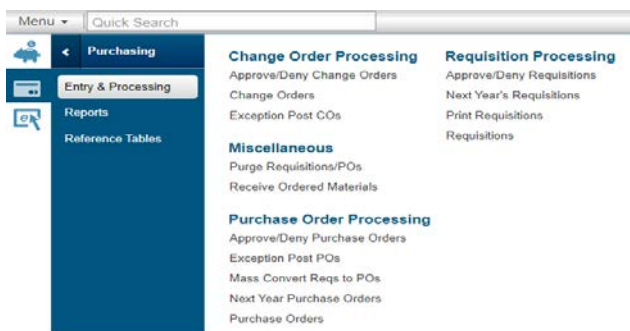 Menu
Quick Search
Purchasing
Entry & Processing
Reports
Reference Tables
Change Order Processing
Approve/Deny Change Orders
Change Orders
Exception Post COs
Miscellaneous
Purge Requisitions/POs
Receive Ordered Materials
Purchase Order Processing
Approve/Deny Purchase Orders
Exception Post POs
Mass Convert Reqs to POs
Next Year Purchase Orders
Purchase Orders
Requisition Processing
Approve/Deny Requisitions
Next Year's Requisitions
Print Requisitions
Requisitions